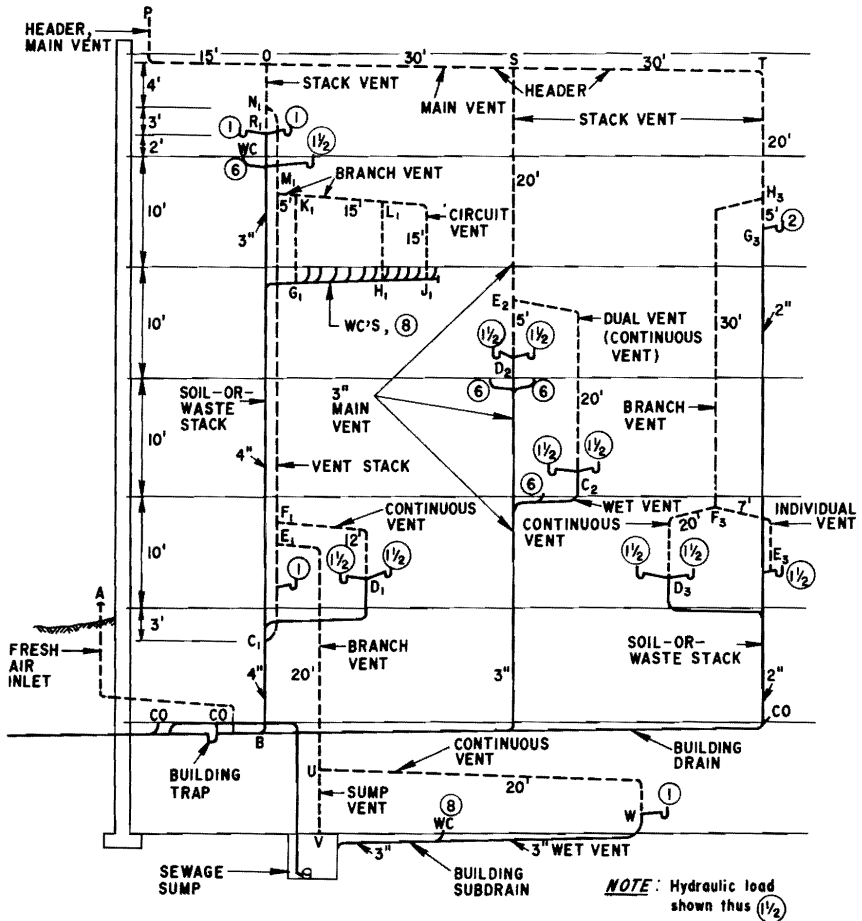 P
HEADER,
MAIN VENT
15'
O
30'
S
30'
T
4'
STACK VENT
HEADER
MAIN VENT
N₁
3'
R₁
1
1
STACK VENT
2'
WC
1½
20'
6
M₁
BRANCH VENT
20'
H₃
5'
K₁
15'
L₁
CIRCUIT
VENT
5'
2
10'
3"
15'
G₃
G₁
H₁
J₁
E₂
2"
WC'S, 8
5'
DUAL VENT
(CONTINUOUS
VENT)
30'
10'
1½
1½
D₂
SOIL-OR-
WASTE
STACK
3"
MAIN
VENT
6
6
20'
BRANCH
VENT
10'
4"
VENT STACK
1½
1½
6
C₂
F₁
CONTINUOUS
VENT
WET VENT
CONTINUOUS
VENT
20'
F₃
7'
INDIVIDUAL
VENT
E₁
12'
10'
1½
1½
1½
1½
E₃
1
1½
A
D₁
D₃
3'
C₁
FRESH
AIR
INLET
BRANCH
VENT
SOIL-OR-
WASTE STACK
4"
20'
3"
2"
CO
CO
CO
B
BUILDING
TRAP
CONTINUOUS
VENT
BUILDING
DRAIN
U
SUMP
VENT
20'
8
WC
W
1
V
3"
3" WET VENT
SEWAGE
SUMP
BUILDING
SUBDRAIN
NOTE: Hydraulic load
shown thus 1½